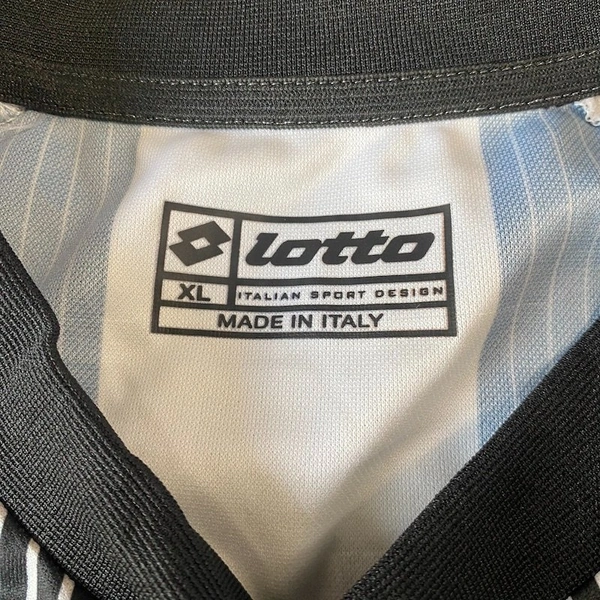 lotto
XL ITALIAN SPORT DESIGN
MADE IN ITALY